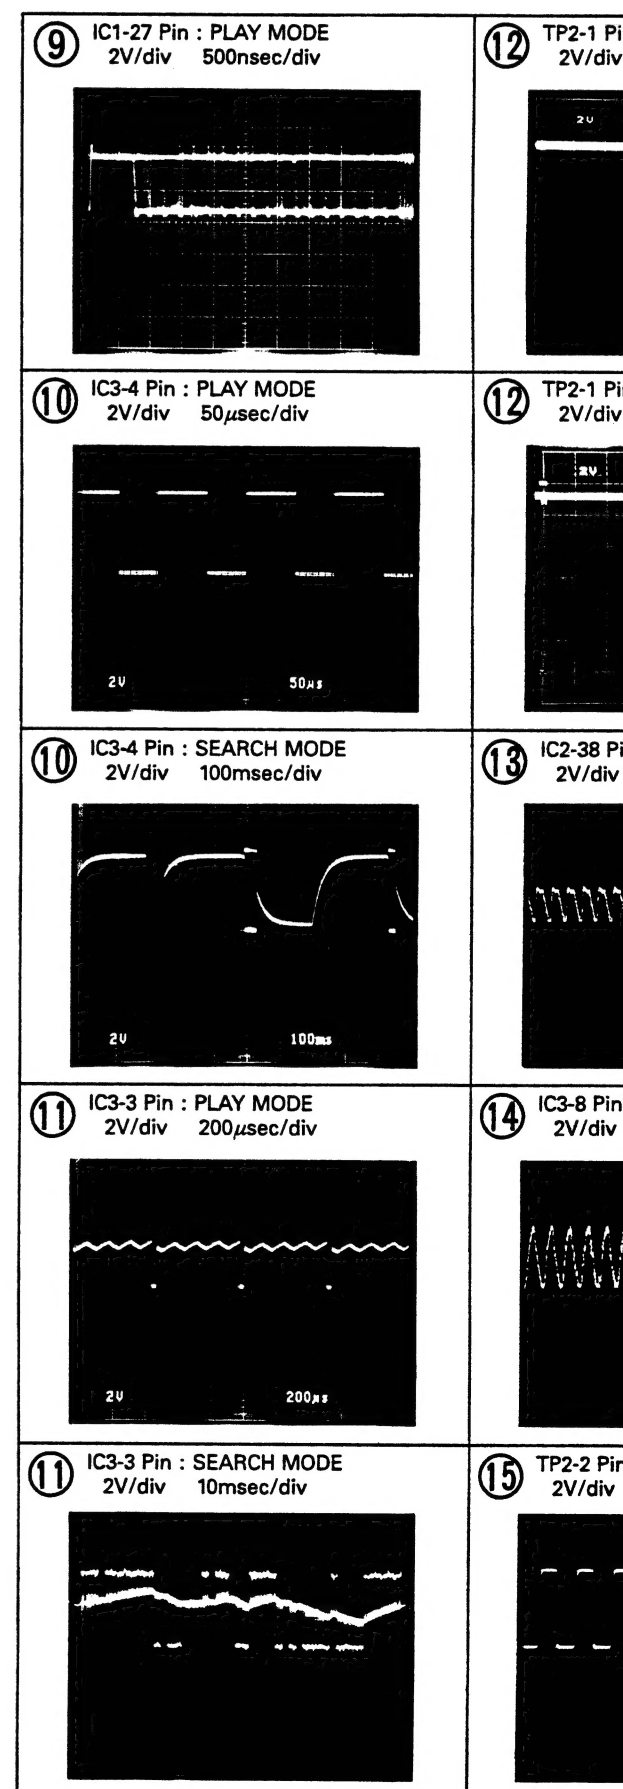 ⑨ IC1-27 Pin : PLAY MODE
2V/div 500nsec/div
⑩ IC3-4 Pin : PLAY MODE
2V/div 50μsec/div
2V 50μs
⑩ IC3-4 Pin : SEARCH MODE
2V/div 100msec/div
2V 100ms
⑪ IC3-3 Pin : PLAY MODE
2V/div 200μsec/div
2V 200μs
⑪ IC3-3 Pin : SEARCH MODE
2V/div 10msec/div
⑫ TP2-1 Pi
2V/div
2V
⑫ TP2-1 Pi
2V/div
2V
⑬ IC2-38 Pi
2V/div
⑭ IC3-8 Pin
2V/div
⑮ TP2-2 Pin
2V/div